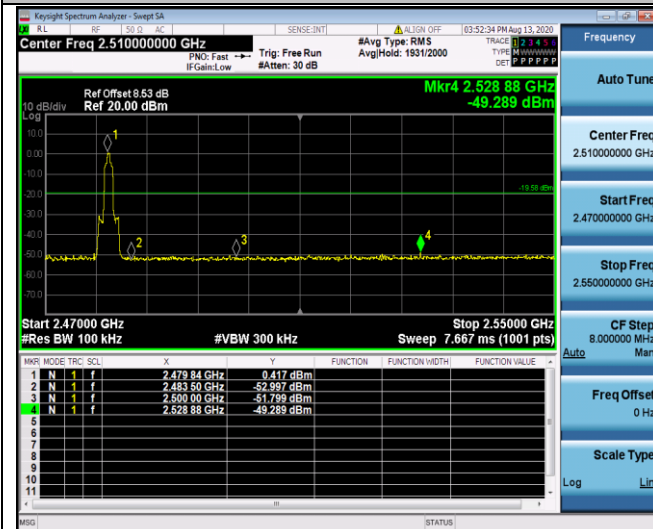 Keysight Spectrum Analyzer - Swept SA
RL RF 50 Ω AC SENSE:INT ALIGN OFF 03:52:34 PM Aug 13, 2020
Center Freq 2.510000000 GHz
PNO: Fast
IFGain:Low
Trig: Free Run
#Atten: 30 dB
#Avg Type: RMS
Avg|Hold: 1931/2000
TRACE 1 2 3 4 5 6
TYPE M
DET P P P P P P
Ref Offset 8.53 dB
Ref 20.00 dBm
10 dB/div
Log
Mkr4 2.528 88 GHz
-49.289 dBm
10.0
0.00
-10.0
-20.0
-30.0
-40.0
-50.0
-60.0
-70.0
1
2
3
4
-19.58 dBm
Start 2.47000 GHz
Stop 2.55000 GHz
#Res BW 100 kHz
#VBW 300 kHz
Sweep 7.667 ms (1001 pts)
MKR MODE TRC SCL X Y FUNCTION FUNCTION WIDTH FUNCTION VALUE
1 N 1 f 2.479 84 GHz 0.417 dBm
2 N 1 f 2.483 50 GHz -52.997 dBm
3 N 1 f 2.500 00 GHz -51.799 dBm
4 N 1 f 2.528 88 GHz -49.289 dBm
5
6
7
8
9
10
11
MSG
STATUS
Frequency
Auto Tune
Center Freq
2.510000000 GHz
Start Freq
2.470000000 GHz
Stop Freq
2.550000000 GHz
CF Step
8.000000 MHz
Auto Man
Freq Offset
0 Hz
Scale Type
Log Lin